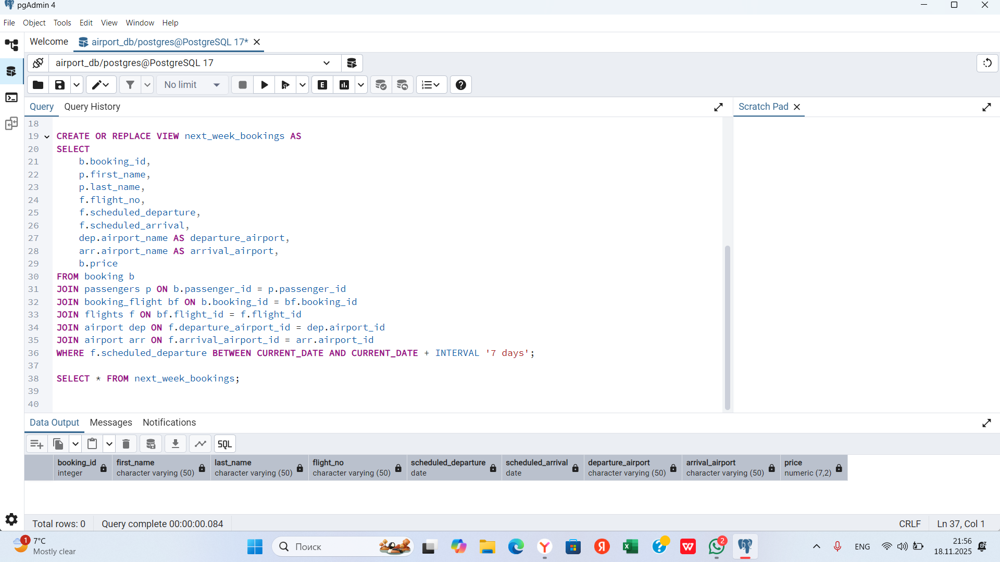 pgAdmin 4
File Object Tools Edit View Window Help
Welcome airport_db/postgres@PostgreSQL 17*
airport_db/postgres@PostgreSQL 17
No limit
Query Query History
Scratch Pad
18
19 CREATE OR REPLACE VIEW next_week_bookings AS
20 SELECT
21 b.booking_id,
22 p.first_name,
23 p.last_name,
24 f.flight_no,
25 f.scheduled_departure,
26 f.scheduled_arrival,
27 dep.airport_name AS departure_airport,
28 arr.airport_name AS arrival_airport,
29 b.price
30 FROM booking b
31 JOIN passengers p ON b.passenger_id = p.passenger_id
32 JOIN booking_flight bf ON b.booking_id = bf.booking_id
33 JOIN flights f ON bf.flight_id = f.flight_id
34 JOIN airport dep ON f.departure_airport_id = dep.airport_id
35 JOIN airport arr ON f.arrival_airport_id = arr.airport_id
36 WHERE f.scheduled_departure BETWEEN CURRENT_DATE AND CURRENT_DATE + INTERVAL '7 days';
37
38 SELECT * FROM next_week_bookings;
39
40
Data Output Messages Notifications
SQL
booking_id first_name last_name flight_no scheduled_departure scheduled_arrival departure_airport arrival_airport price
integer character varying (50) character varying (50) character varying (50) date date character varying (50) character varying (50) numeric (7,2)
Total rows: 0 Query complete 00:00:00.084 CRLF Ln 37, Col 1
1 7°C
Mostly clear
Поиск
2
ENG
21:56
18.11.2025